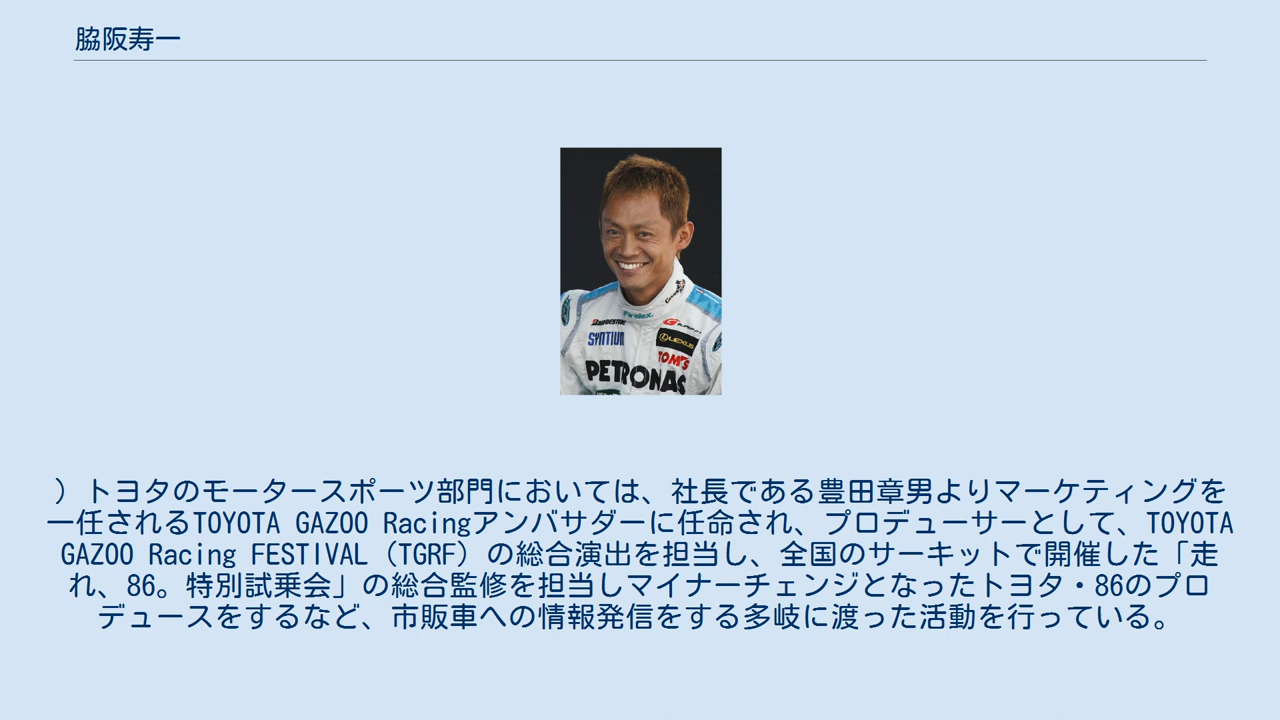 脇阪寿一
Firelex.
BRIDGESTONE
SUPER GT
SYNTIUM
LEXUS
TOM'S
PETRONAS
）トヨタのモータースポーツ部門においては、社長である豊田章男よりマーケティングを
一任されるTOYOTA GAZOO Racingアンバサダーに任命され、プロデューサーとして、TOYOTA
GAZOO Racing FESTIVAL（TGRF）の総合演出を担当し、全国のサーキットで開催した「走
れ、86。特別試乗会」の総合監修を担当しマイナーチェンジとなったトヨタ・86のプロ
デュースをするなど、市販車への情報発信をする多岐に渡った活動を行っている。